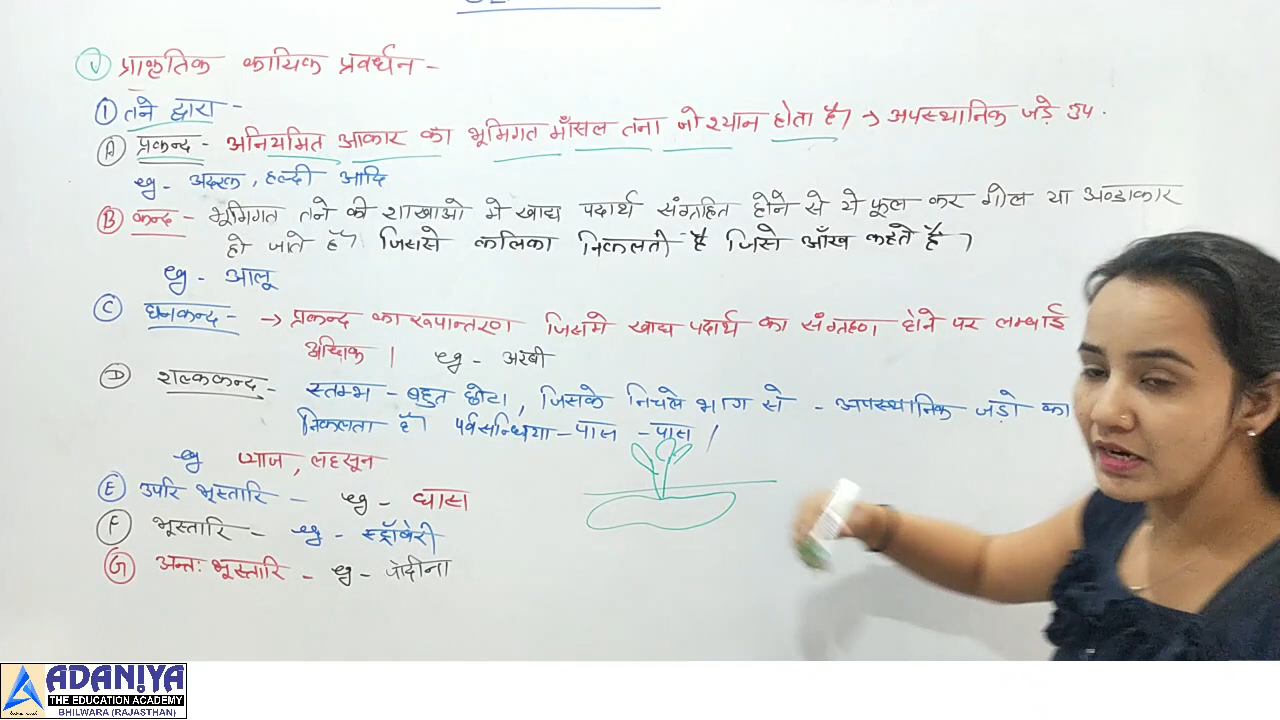 ① प्राकृतिक कायिक प्रवर्धन -
① तने द्वारा -
Ⓐ प्रकन्द - अनियमित आकार का भूमिगत माँसल तना जो श्यान होता है। → अपस्थानिक जड़े उप.
eg - अदरक, हल्दी आदि
Ⓑ कन्द - भूमिगत तने की शाखाओ मे खाद्य पदार्थ संग्रहित होने से ये फूल कर गोल या अण्डाकार
हो जाते हैं। जिससे कलिका निकलती है जिसे आँख कहते है।
eg - आलू
Ⓒ घनकन्द - → प्रकन्द का रूपान्तरण जिसमे खाद्य पदार्थ का संग्रहण होने पर लम्बाई
अधिक। eg - अरबी
Ⓓ शल्ककन्द - स्तम्भ - बहुत छोटा, जिसके निचले भाग से - अपस्थानिक जड़ो का
निकलता है। पर्वसन्धिया - पास - पास।
eg प्याज, लहसून
Ⓔ उपरि भूस्तारि - eg - घास
Ⓕ भूस्तारि - eg - स्ट्रॉबेरी
Ⓖ अन्तः भूस्तारि - eg - पोदीना
ADANIYA
THE EDUCATION ACADEMY
BHILWARA (RAJASTHAN)